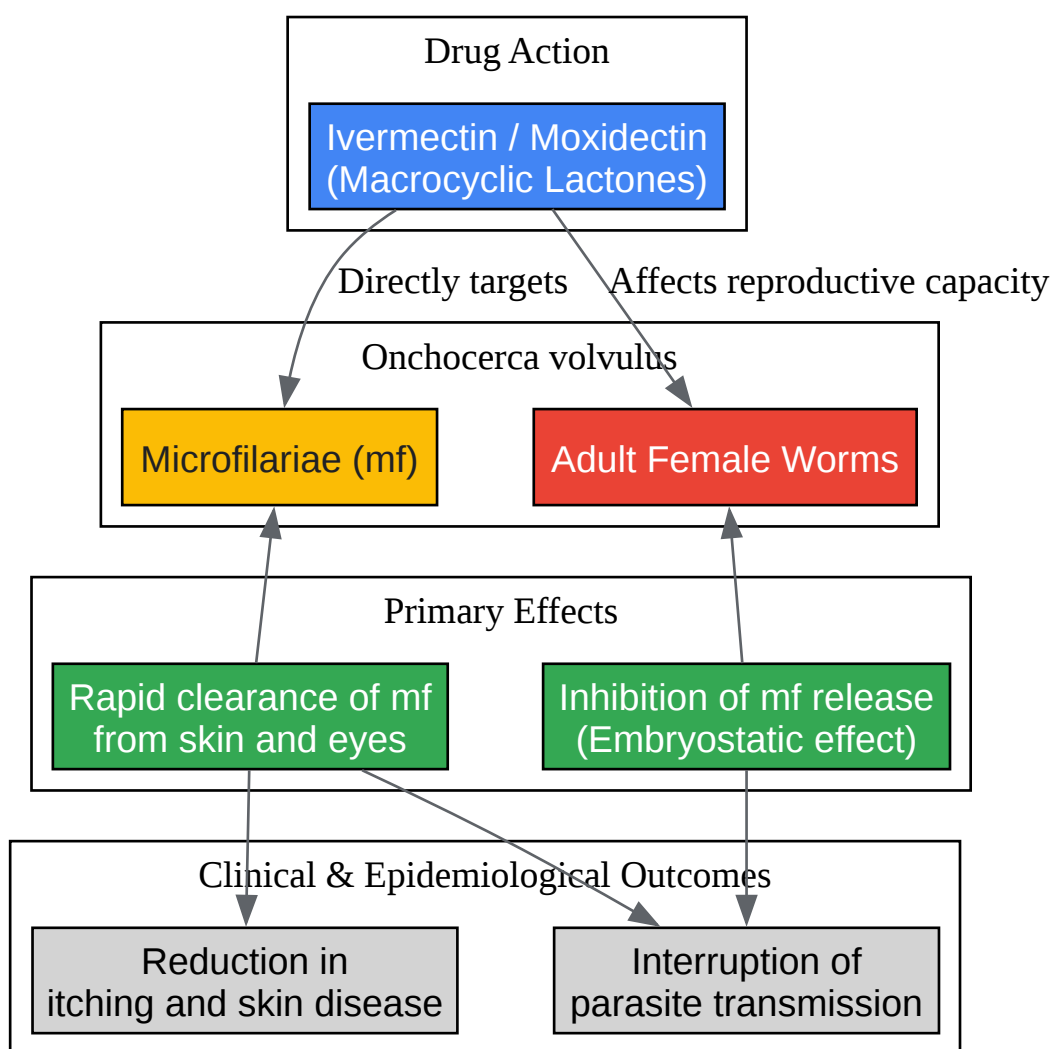 Drug Action
Ivermectin / Moxidectin
(Macrocyclic Lactones)
Directly targets
Affects reproductive capacity
Onchocerca volvulus
Microfilariae (mf)
Adult Female Worms
Primary Effects
Rapid clearance of mf
from skin and eyes
Inhibition of mf release
(Embryostatic effect)
Clinical & Epidemiological Outcomes
Reduction in
itching and skin disease
Interruption of
parasite transmission